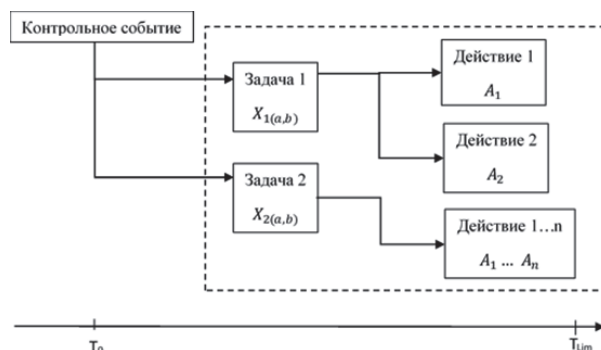 Контрольное событие
Задача 1
X₁₍ₐ,b₎
Действие 1
A₁
Действие 2
A₂
Задача 2
X₂₍ₐ,b₎
Действие 1…n
A₁ … Aₙ
T₀
T_Lim